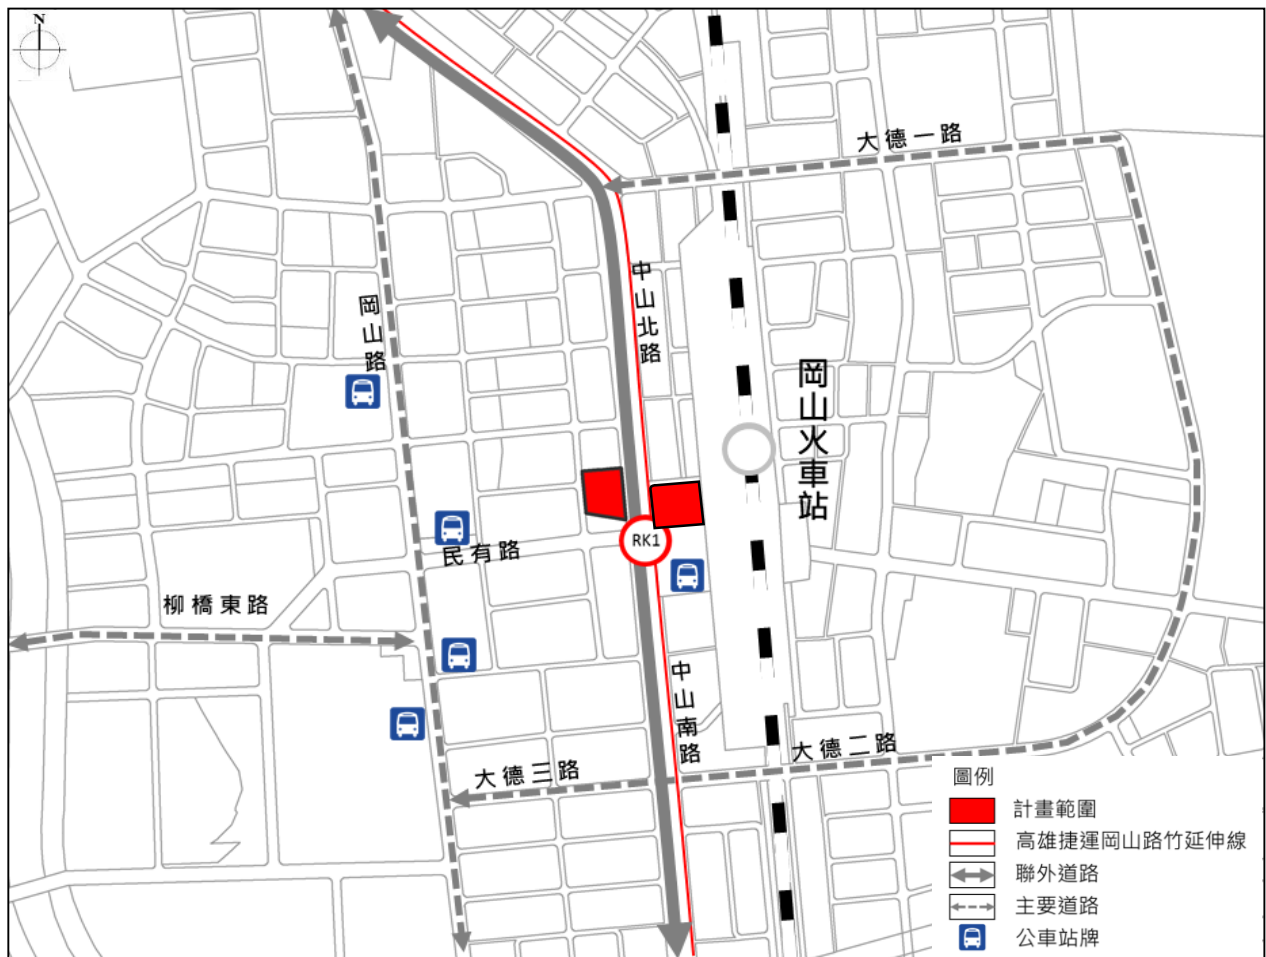 N
大德一路
中山北路
岡山路
岡山火車站
RK1
民有路
柳橋東路
中山南路
大德二路
大德三路
圖例
計畫範圍
高雄捷運岡山路竹延伸線
聯外道路
主要道路
公車站牌